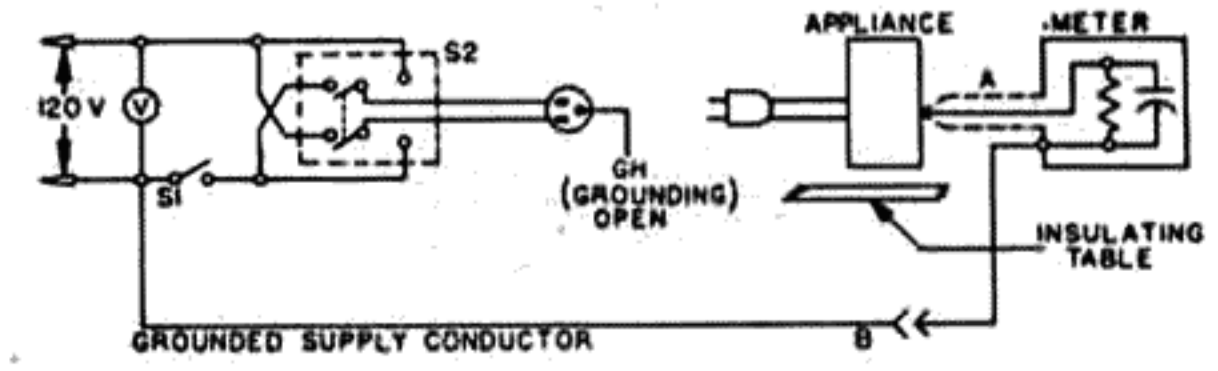 APPLIANCE
METER
S2
A
120 V
V
S1
GH
(GROUNDING)
OPEN
INSULATING
TABLE
GROUNDED SUPPLY CONDUCTOR
B